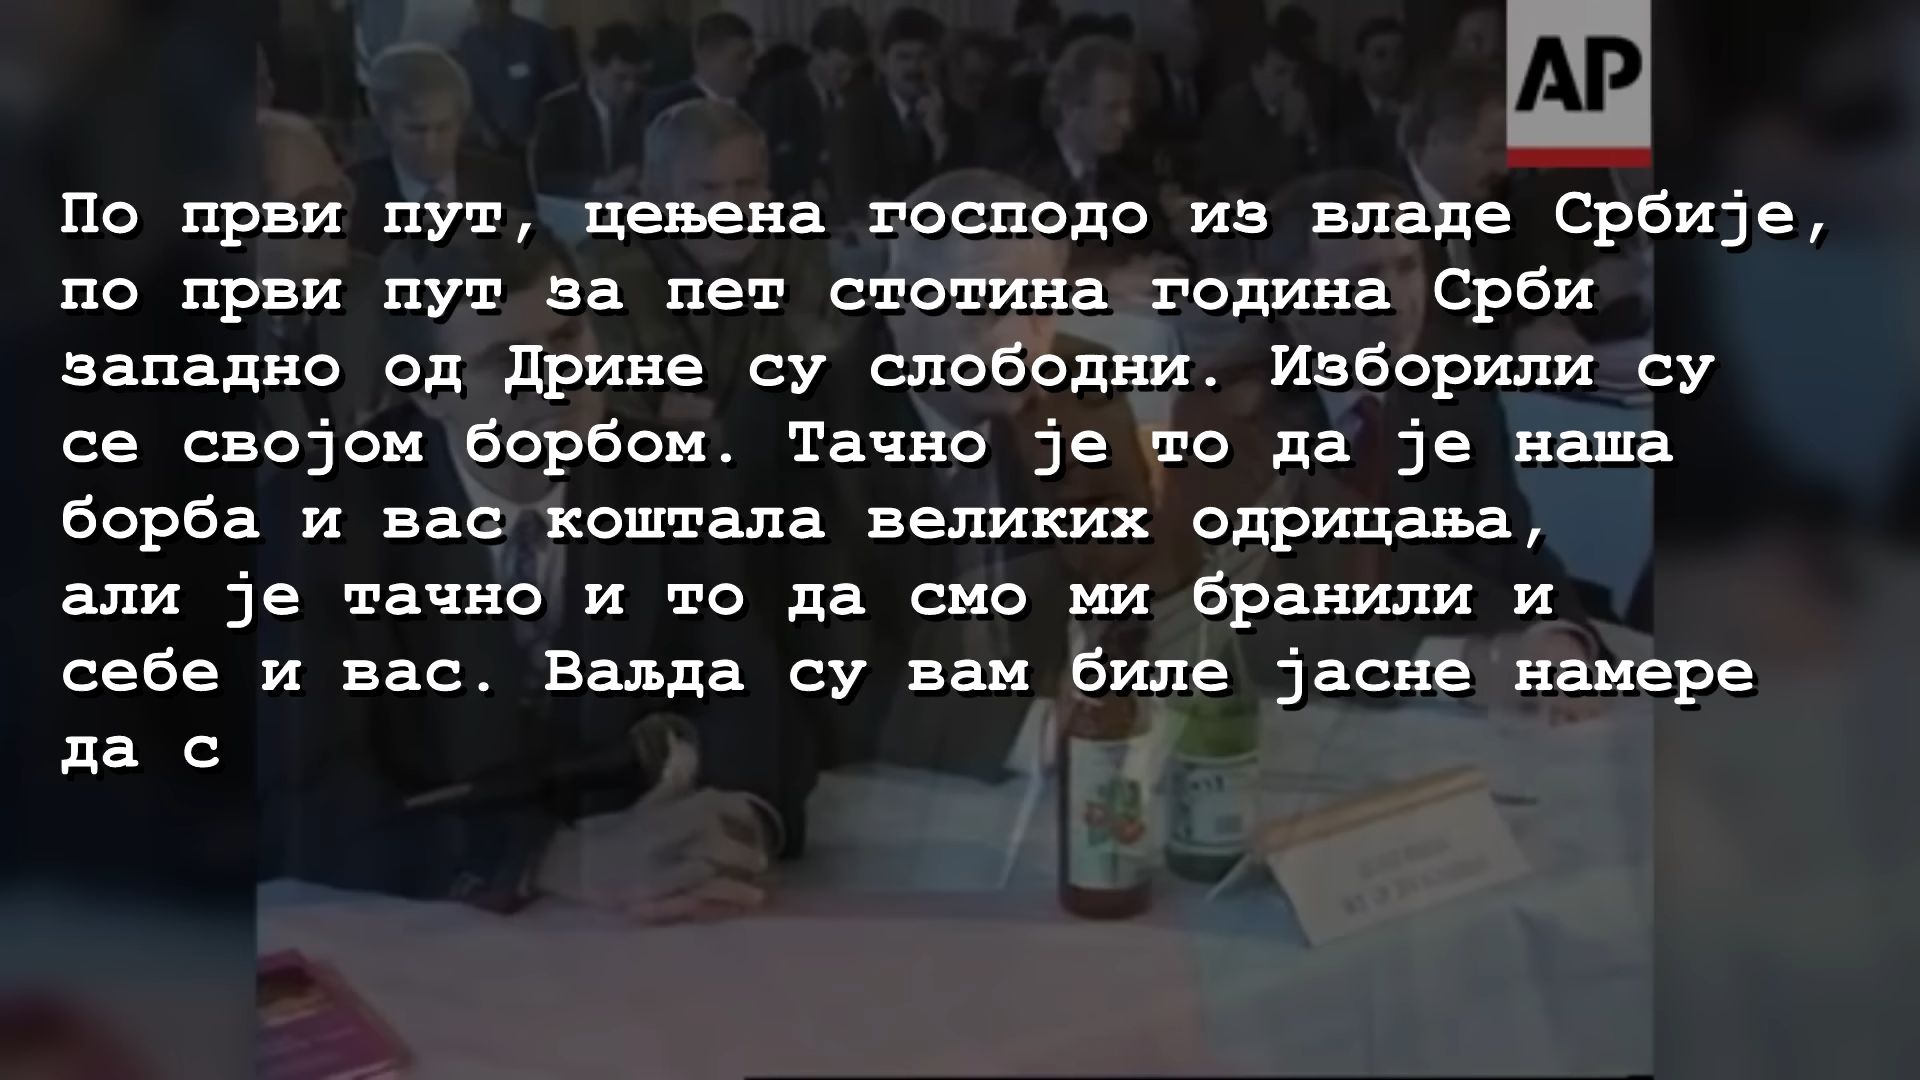 AP
По први пут, цењена господо из владе Србије,
по први пут за пет стотина година Срби
западно од Дрине су слободни. Изборили су
се својом борбом. Тачно је то да је наша
борба и вас коштала великих одрицања,
али је тачно и то да смо ми бранили и
себе и вас. Ваљда су вам биле јасне намере
да с